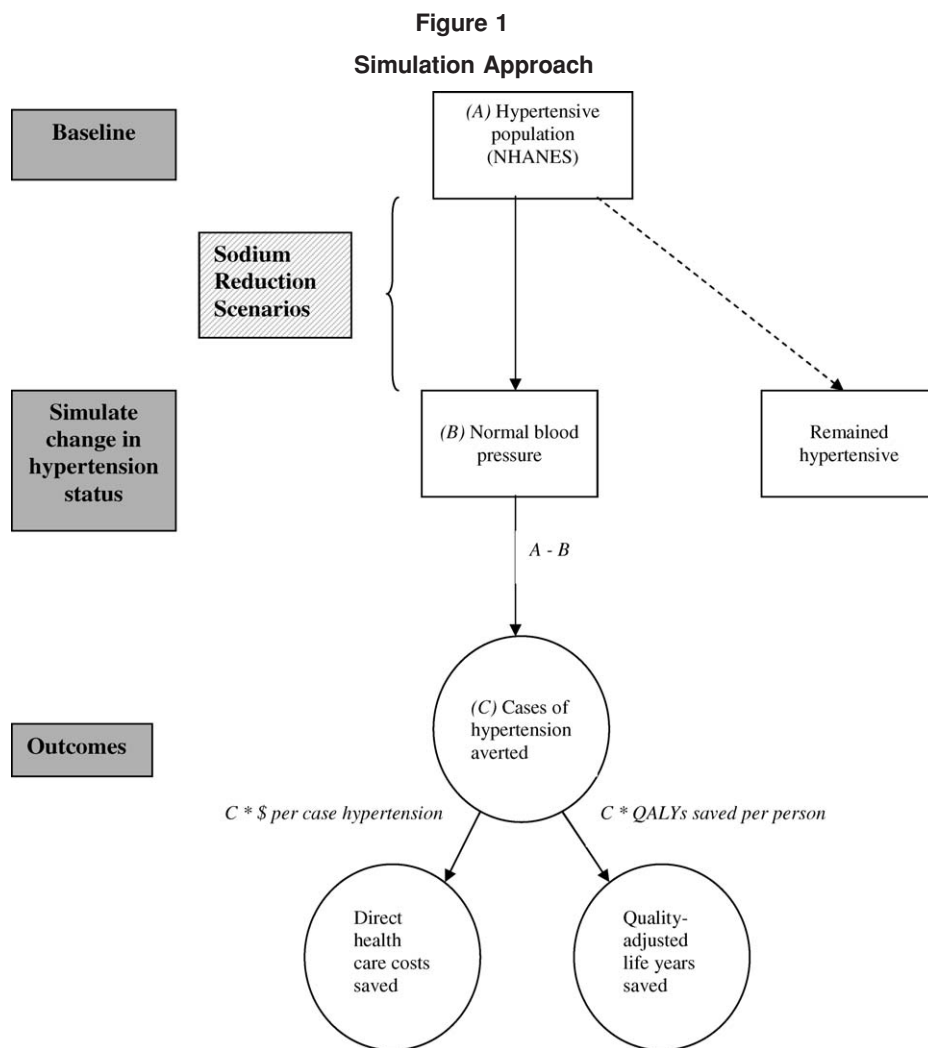 Figure 1
Simulation Approach
Baseline
(A) Hypertensive
population
(NHANES)
Sodium
Reduction
Scenarios
Simulate
change in
hypertension
status
(B) Normal blood
pressure
Remained
hypertensive
A - B
(C) Cases of
hypertension
averted
Outcomes
C * $ per case hypertension
C * QALYs saved per person
Direct
health
care costs
saved
Quality-
adjusted
life years
saved